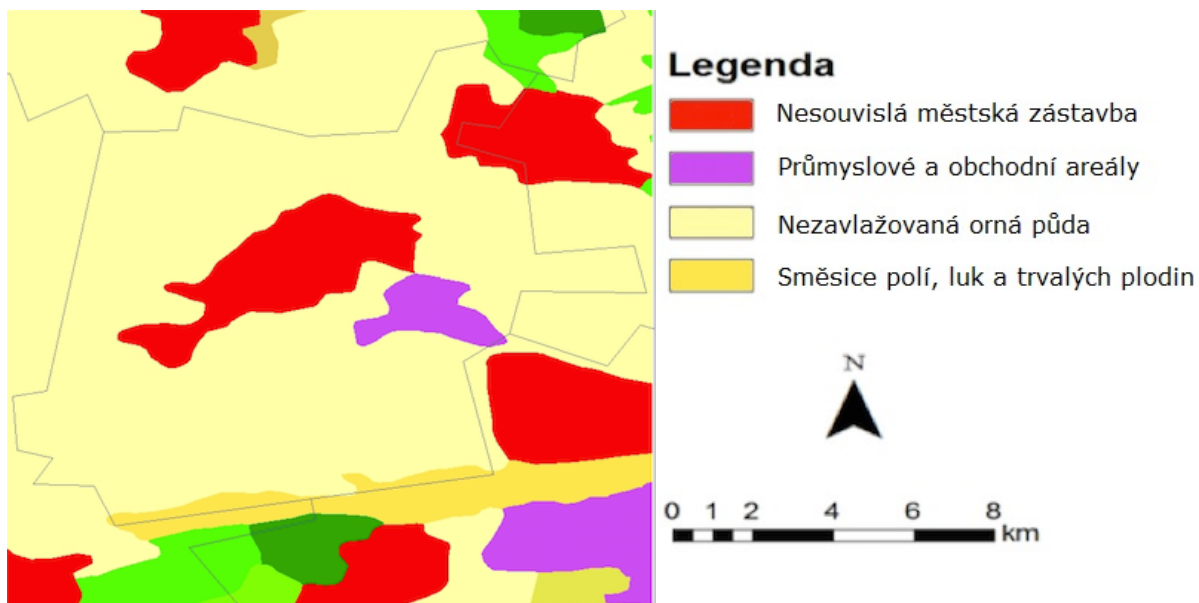 Legenda
Nesouvislá městská zástavba
Průmyslové a obchodní areály
Nezavlažovaná orná půda
Směsice polí, luk a trvalých plodin
N
0 1 2 4 6 8
km